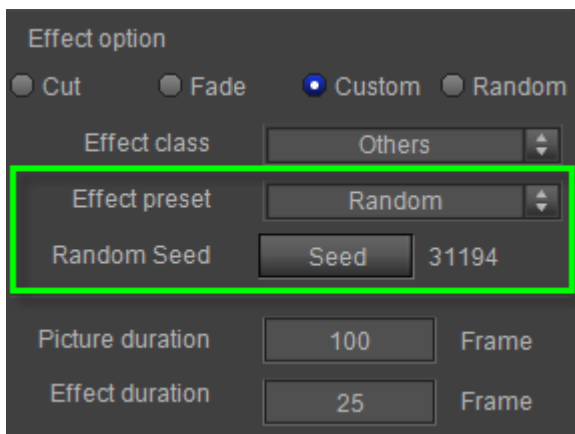 Effect option
Cut Fade Custom Random
Effect class Others
Effect preset Random
Random Seed Seed 31194
Picture duration 100 Frame
Effect duration 25 Frame